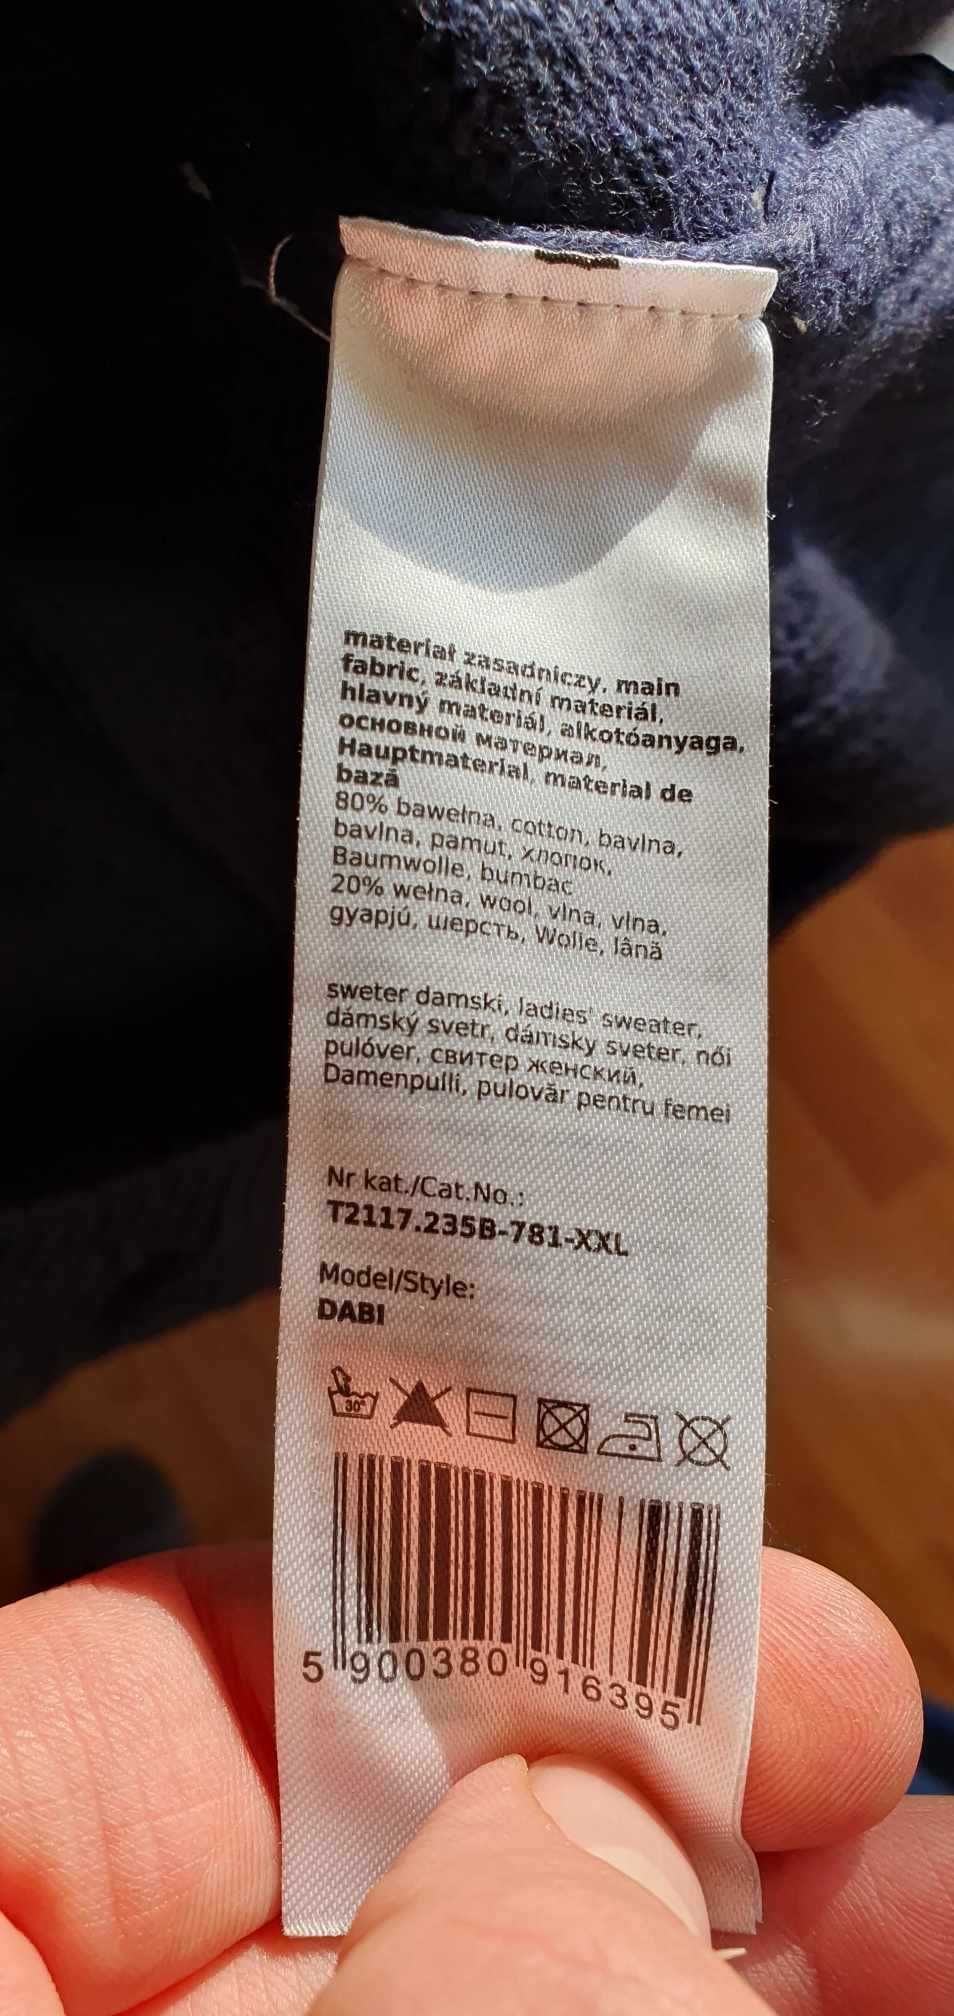 materiał zasadniczy, main
fabric, základní materiál,
hlavný materiál, alkotóanyaga,
основной материал,
Hauptmaterial, material de
bază
80% bawełna, cotton, bavlna,
bavlna, pamut, хлопок,
Baumwolle, bumbac
20% wełna, wool, vlna, vlna,
gyapjú, шерсть, Wolle, lână
sweter damski, ladies' sweater,
dámský svetr, dámsky sveter, női
pulóver, свитер женский,
Damenpulli, pulovăr pentru femei
Nr kat./Cat.No.:
T2117.235B-781-XXL
Model/Style:
DABI
30°
5 900380 916395